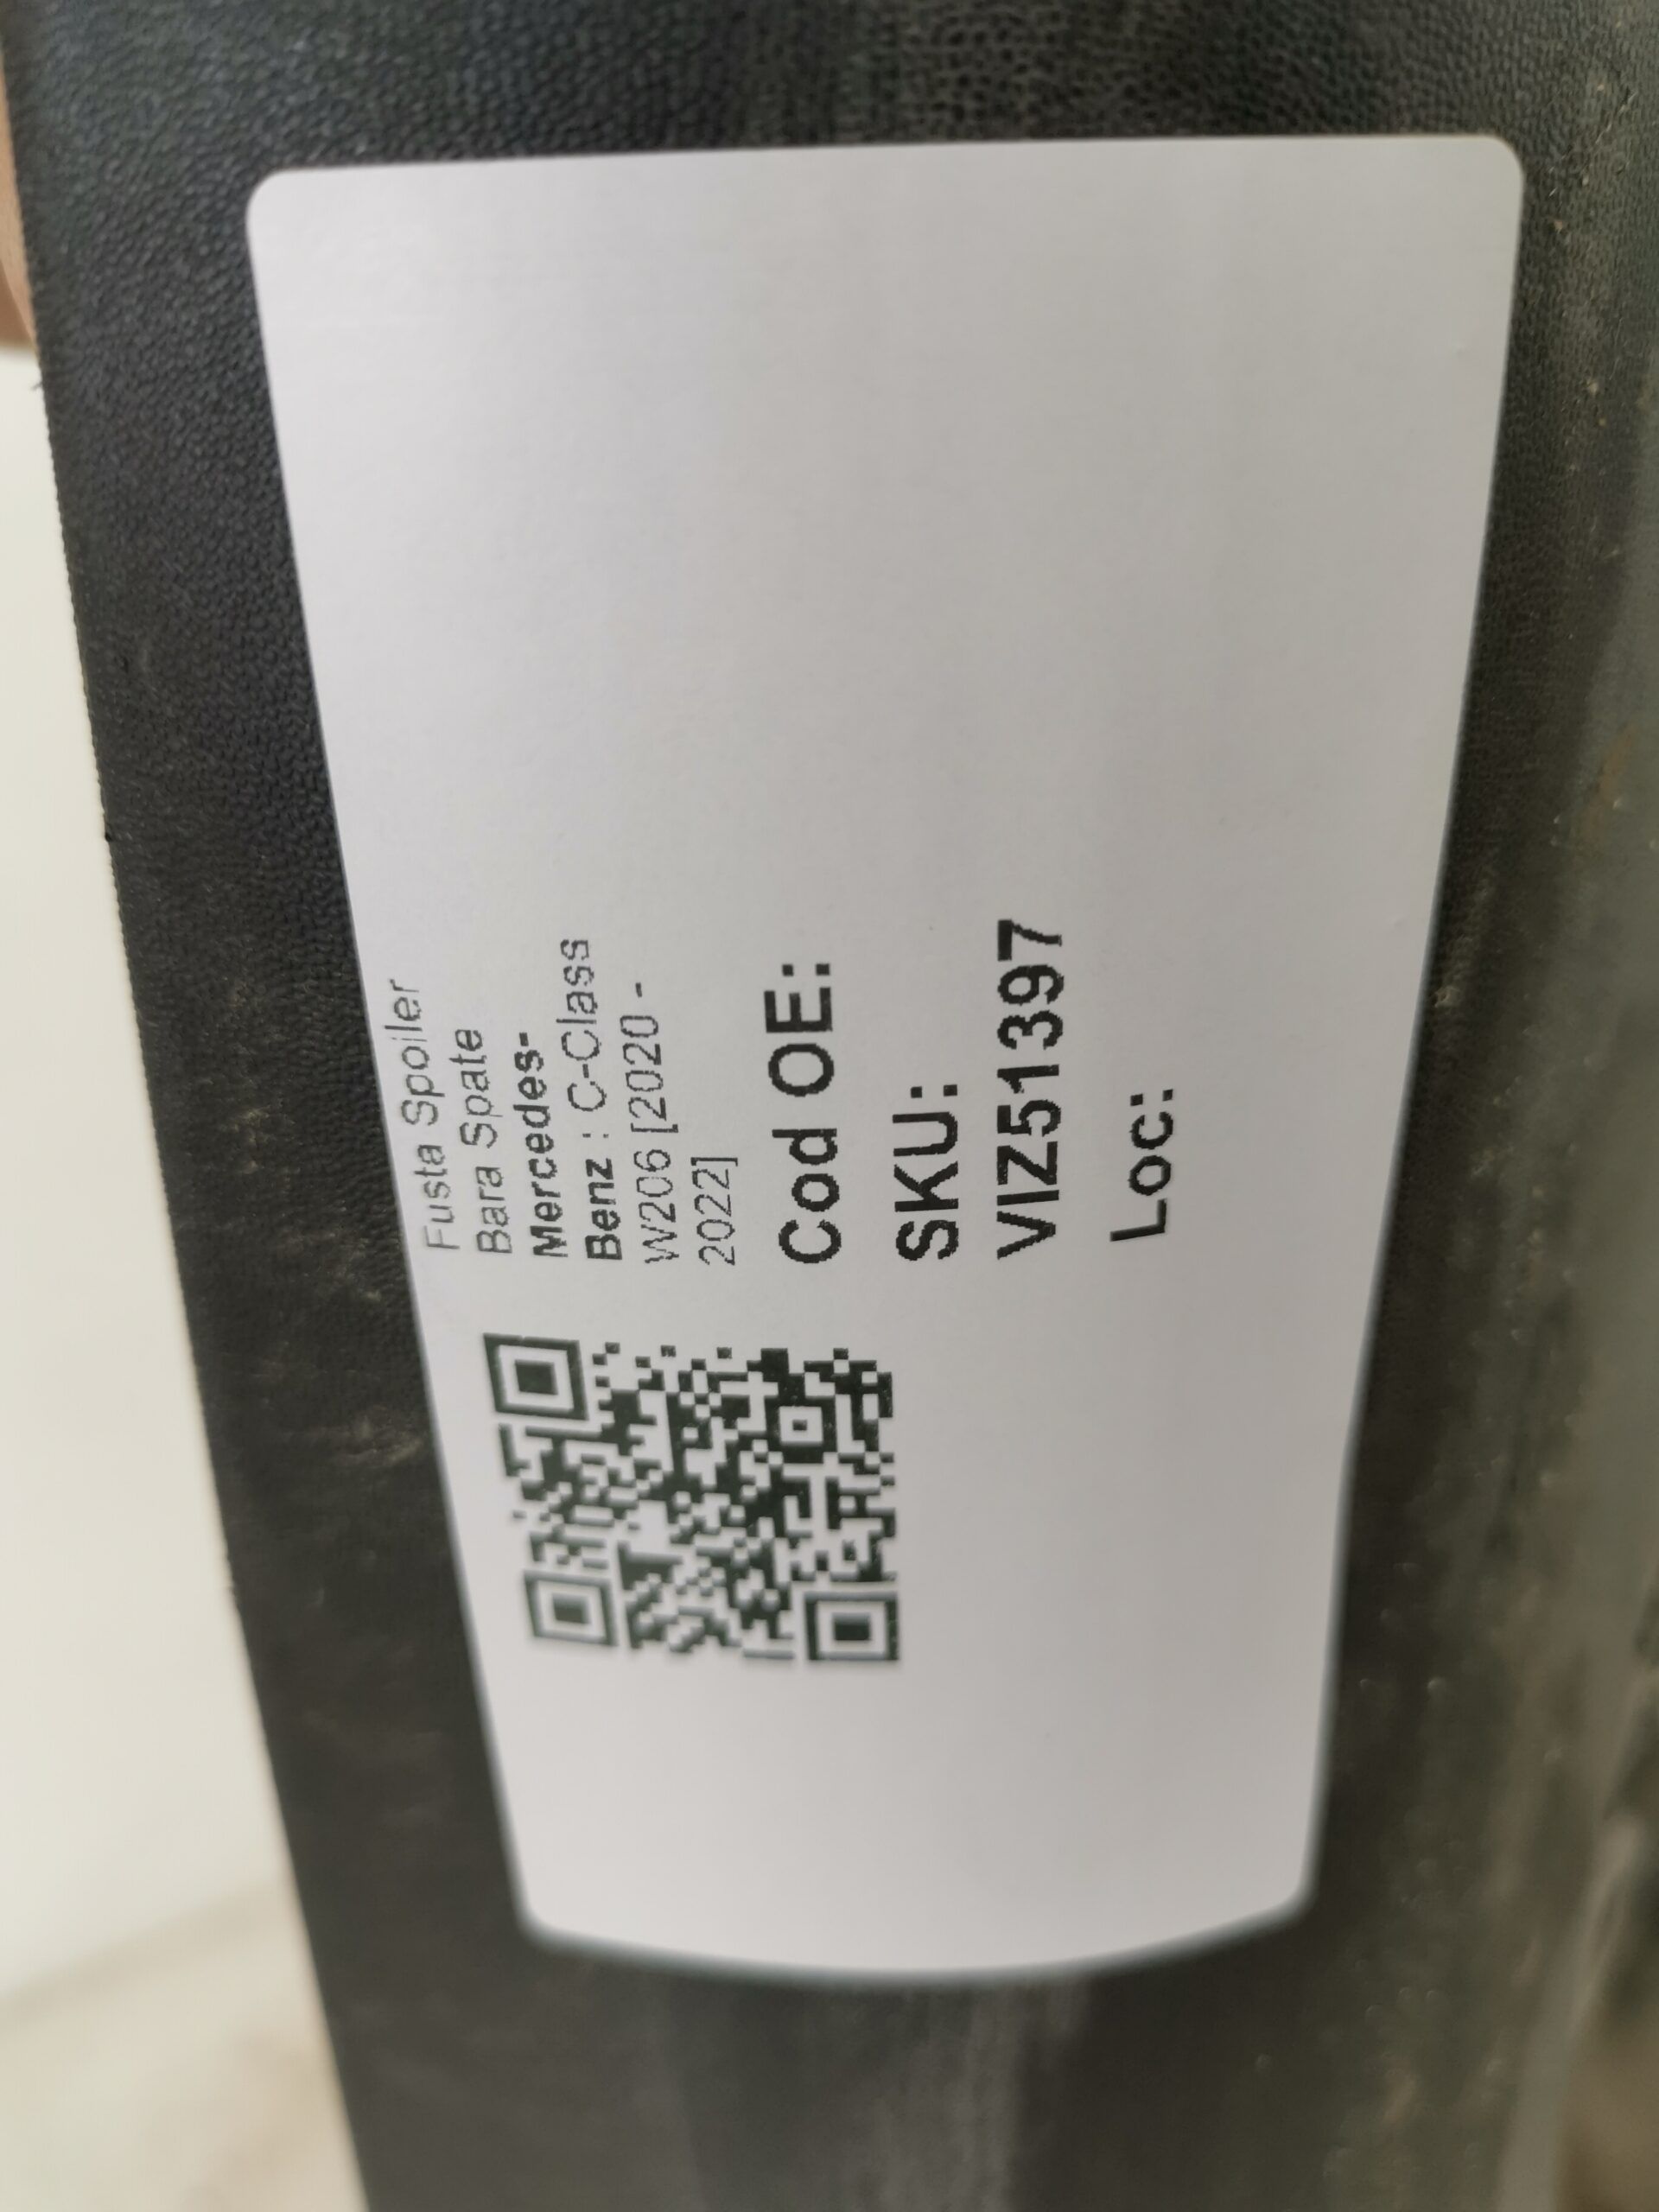 Fusta Spoiler
Bara Spate
Mercedes-
Benz : C-Class
W206 [2020 -
2022]
Cod OE:
SKU:
VIZ51397
Loc: